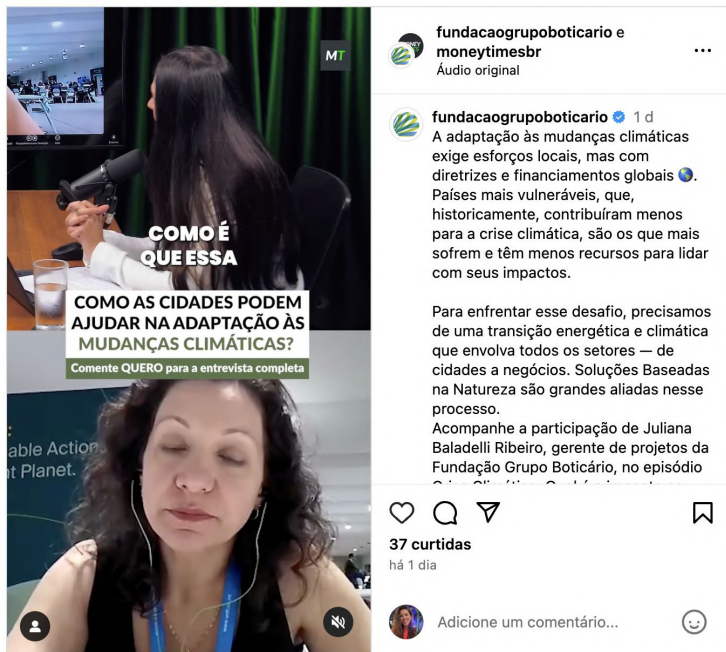 MT
COMO É
QUE ESSA
COMO AS CIDADES PODEM
AJUDAR NA ADAPTAÇÃO ÀS
MUDANÇAS CLIMÁTICAS?
Comente QUERO para a entrevista completa
able Action
t Planet.
fundacaogrupoboticario e
moneytimesbr
Áudio original
fundacaogrupoboticario 1 d
A adaptação às mudanças climáticas
exige esforços locais, mas com
diretrizes e financiamentos globais 🌎.
Países mais vulneráveis, que,
historicamente, contribuíram menos
para a crise climática, são os que mais
sofrem e têm menos recursos para lidar
com seus impactos.
Para enfrentar esse desafio, precisamos
de uma transição energética e climática
que envolva todos os setores — de
cidades a negócios. Soluções Baseadas
na Natureza são grandes aliadas nesse
processo.
Acompanhe a participação de Juliana
Baladelli Ribeiro, gerente de projetos da
Fundação Grupo Boticário, no episódio
37 curtidas
há 1 dia
Adicione um comentário...